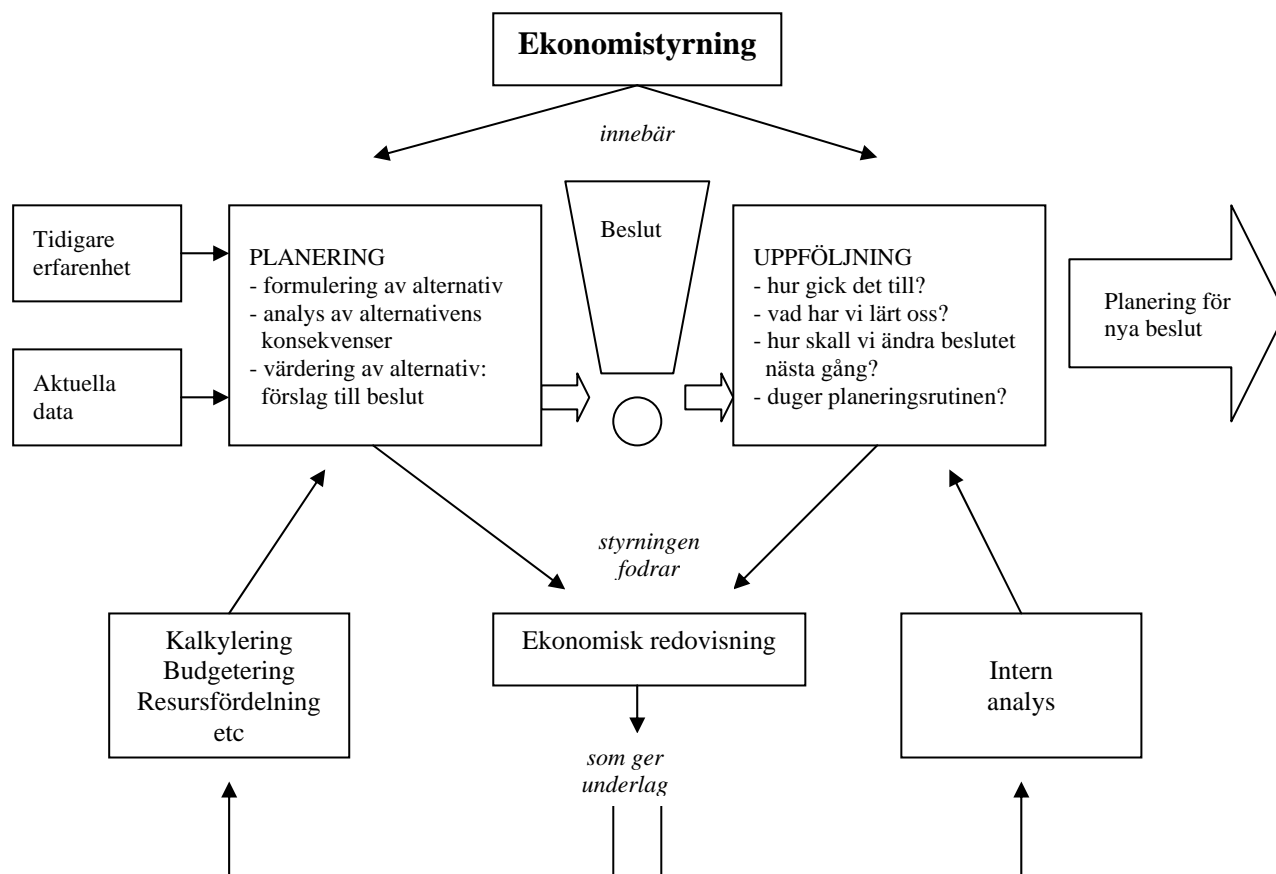 Ekonomistyrning
innebär
Tidigare
erfarenhet
Aktuella
data
PLANERING
- formulering av alternativ
- analys av alternativens
konsekvenser
- värdering av alternativ:
förslag till beslut
Beslut
UPPFÖLJNING
- hur gick det till?
- vad har vi lärt oss?
- hur skall vi ändra beslutet
nästa gång?
- duger planeringsrutinen?
Planering för
nya beslut
styrningen
fodrar
Kalkylering
Budgetering
Resursfördelning
etc
Ekonomisk redovisning
Intern
analys
som ger
underlag